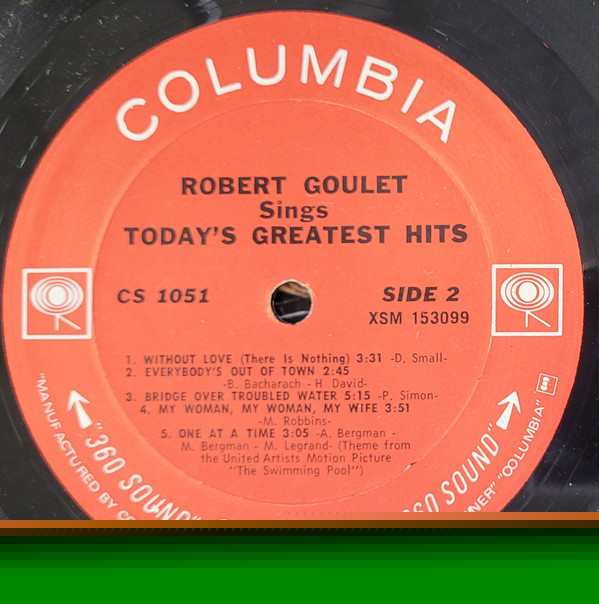 COLUMBIA
ROBERT GOULET
Sings
TODAY'S GREATEST HITS
CS 1051
SIDE 2
XSM 153099
1. WITHOUT LOVE (There Is Nothing) 3:31 -D. Small-
2. EVERYBODY'S OUT OF TOWN 2:45
-B. Bacharach - H David-
3. BRIDGE OVER TROUBLED WATER 5:15 -P. Simon-
4. MY WOMAN, MY WOMAN, MY WIFE 3:51
-M. Robbins-
5. ONE AT A TIME 3:05 -A. Bergman -
M. Bergman - M. Legrand- (Theme from
the United Artists Motion Picture
"The Swimming Pool")
"360 SOUND
360 SOUND"
"MANUFACTURED BY
"COLUMBIA"